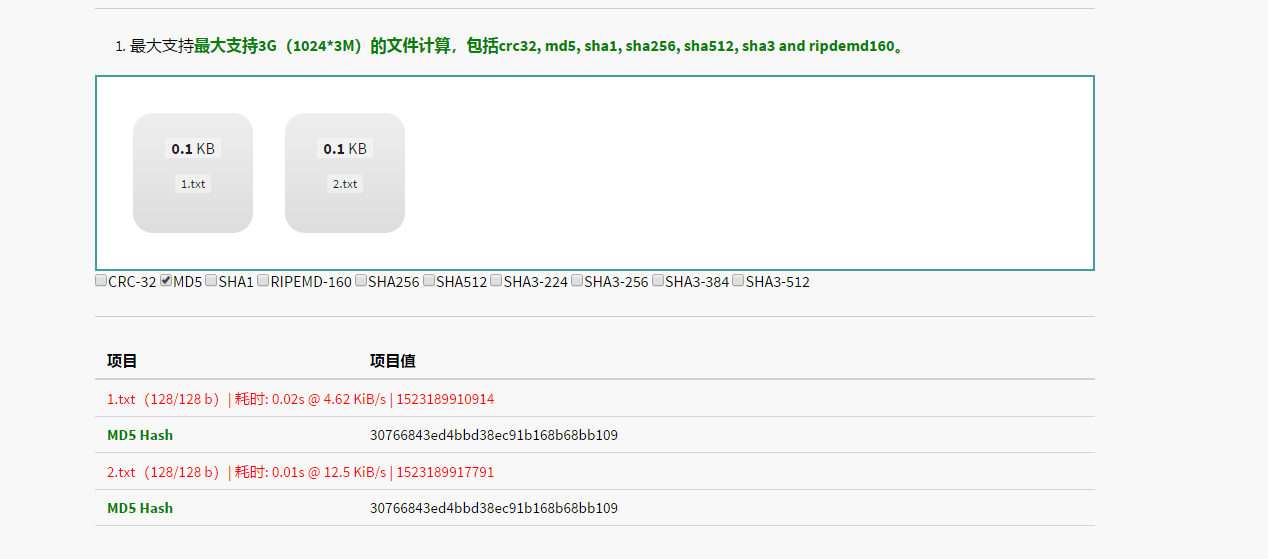 1. 最大支持最大支持3G（1024*3M）的文件计算，包括crc32, md5, sha1, sha256, sha512, sha3 and ripdemd160。
0.1 KB
1.txt
0.1 KB
2.txt
CRC-32 MD5 SHA1 RIPEMD-160 SHA256 SHA512 SHA3-224 SHA3-256 SHA3-384 SHA3-512
项目 项目值
1.txt（128/128 b）| 耗时: 0.02s @ 4.62 KiB/s | 1523189910914
MD5 Hash 30766843ed4bbd38ec91b168b68bb109
2.txt（128/128 b）| 耗时: 0.01s @ 12.5 KiB/s | 1523189917791
MD5 Hash 30766843ed4bbd38ec91b168b68bb109